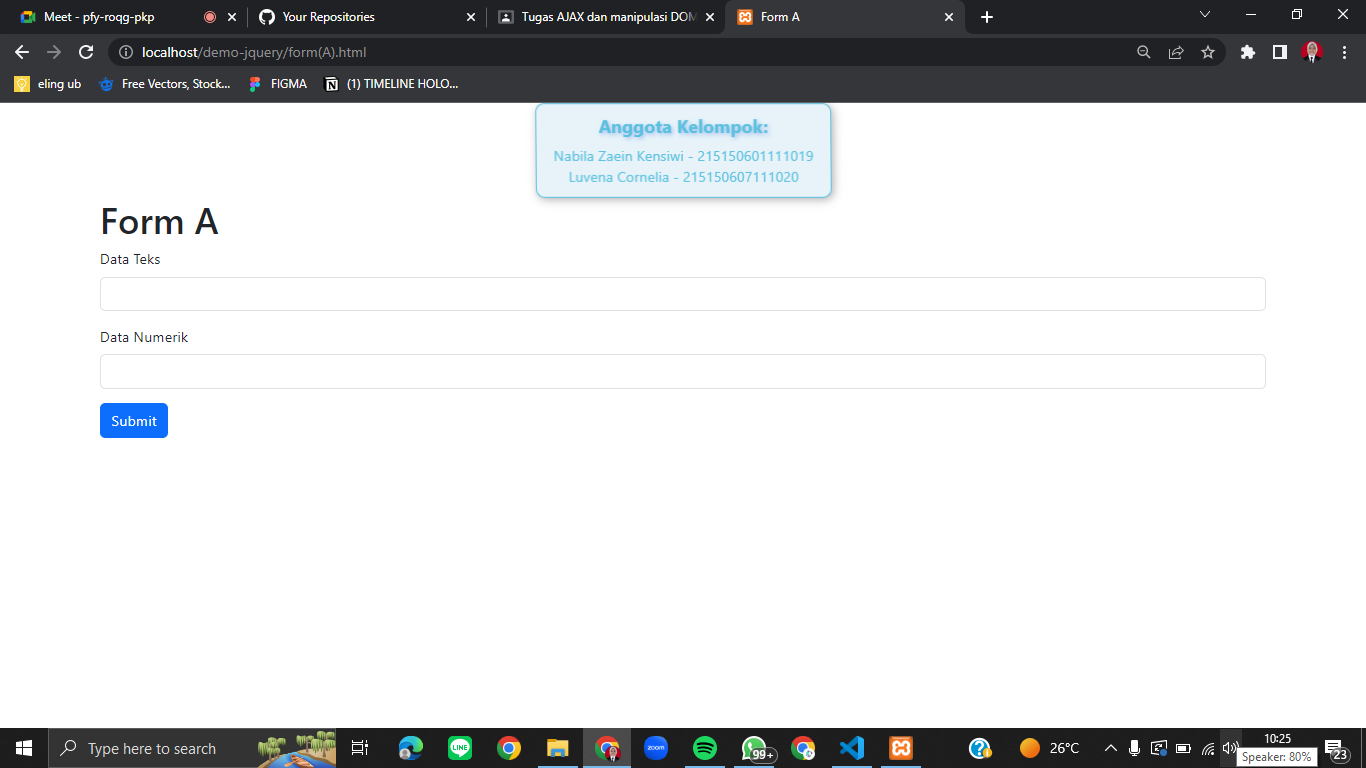 Meet - pfy-roqg-pkp
Your Repositories
Tugas AJAX dan manipulasi DOM
Form A
localhost/demo-jquery/form(A).html
eling ub
Free Vectors, Stock...
FIGMA
(1) TIMELINE HOLO...
Anggota Kelompok:
Nabila Zaein Kensiwi - 215150601111019
Luvena Cornelia - 215150607111020
Form A
Data Teks
Data Numerik
Submit
Type here to search
LINE
zoom
99+
26°C
10:25
Speaker: 80%
23